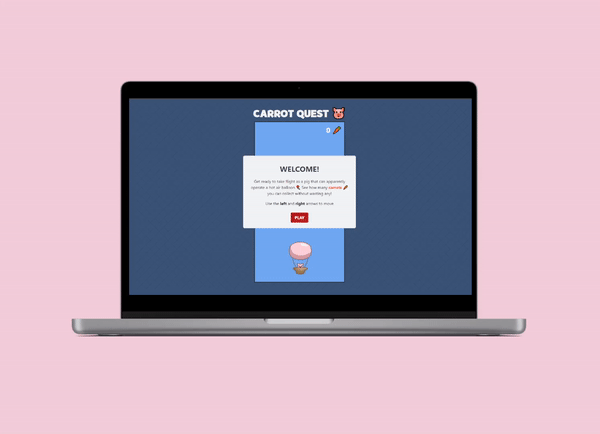 CARROT QUEST
0
WELCOME!
Get ready to take flight as a pig that can apparently
operate a hot air balloon See how many carrots
you can collect without wasting any!
Use the left and right arrows to move
PLAY